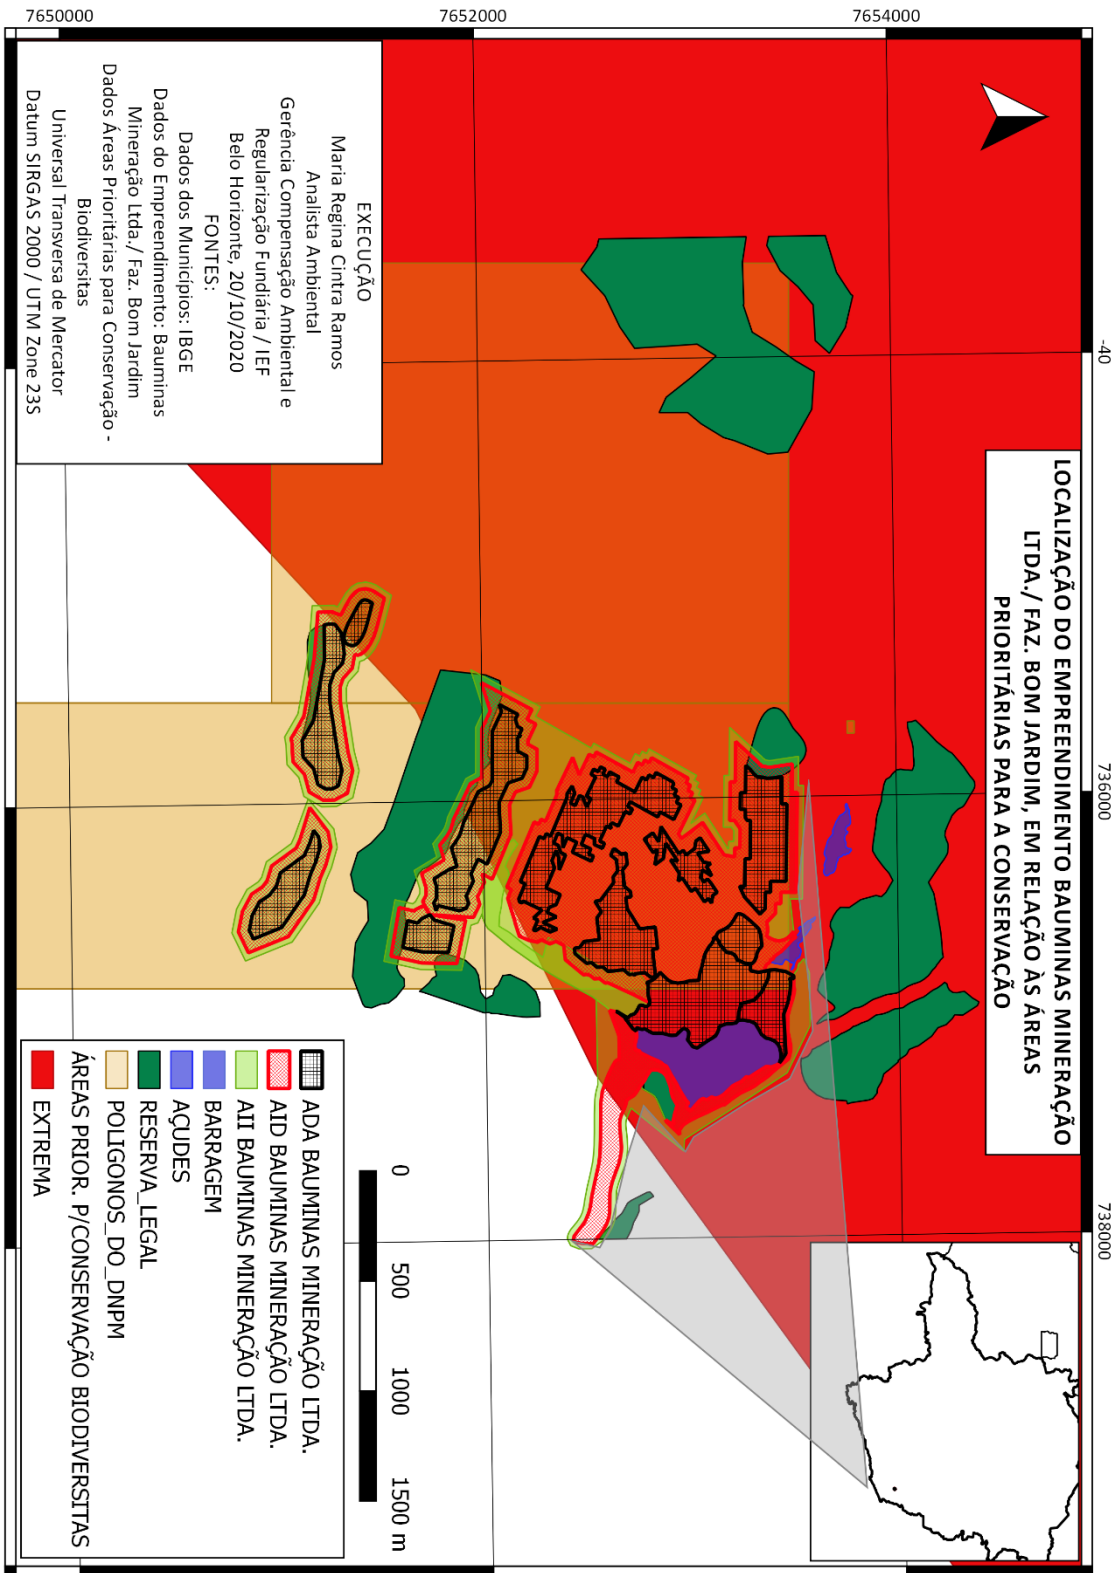 LOCALIZAÇÃO DO EMPREENDIMENTO BAUMINAS MINERAÇÃO
LTDA./ FAZ. BOM JARDIM, EM RELAÇÃO ÀS ÁREAS
PRIORITÁRIAS PARA A CONSERVAÇÃO
-40
736000
738000
7654000
7652000
7650000
EXECUÇÃO
Maria Regina Cintra Ramos
Analista Ambiental
Gerência Compensação Ambiental e
Regularização Fundiária / IEF
Belo Horizonte, 20/10/2020
FONTES:
Dados dos Municípios: IBGE
Dados do Empreendimento: Bauminas
Mineração Ltda./ Faz. Bom Jardim
Dados Áreas Prioritárias para Conservação -
Biodiversitas
Universal Transversa de Mercator
Datum SIRGAS 2000 / UTM Zone 23S
0 500 1000 1500 m
ADA BAUMINAS MINERAÇÃO LTDA.
AID BAUMINAS MINERAÇÃO LTDA.
AII BAUMINAS MINERAÇÃO LTDA.
BARRAGEM
AÇUDES
RESERVA_LEGAL
POLIGONOS_DO_DNPM
ÁREAS PRIOR. P/CONSERVAÇÃO BIODIVERSITAS
EXTREMA